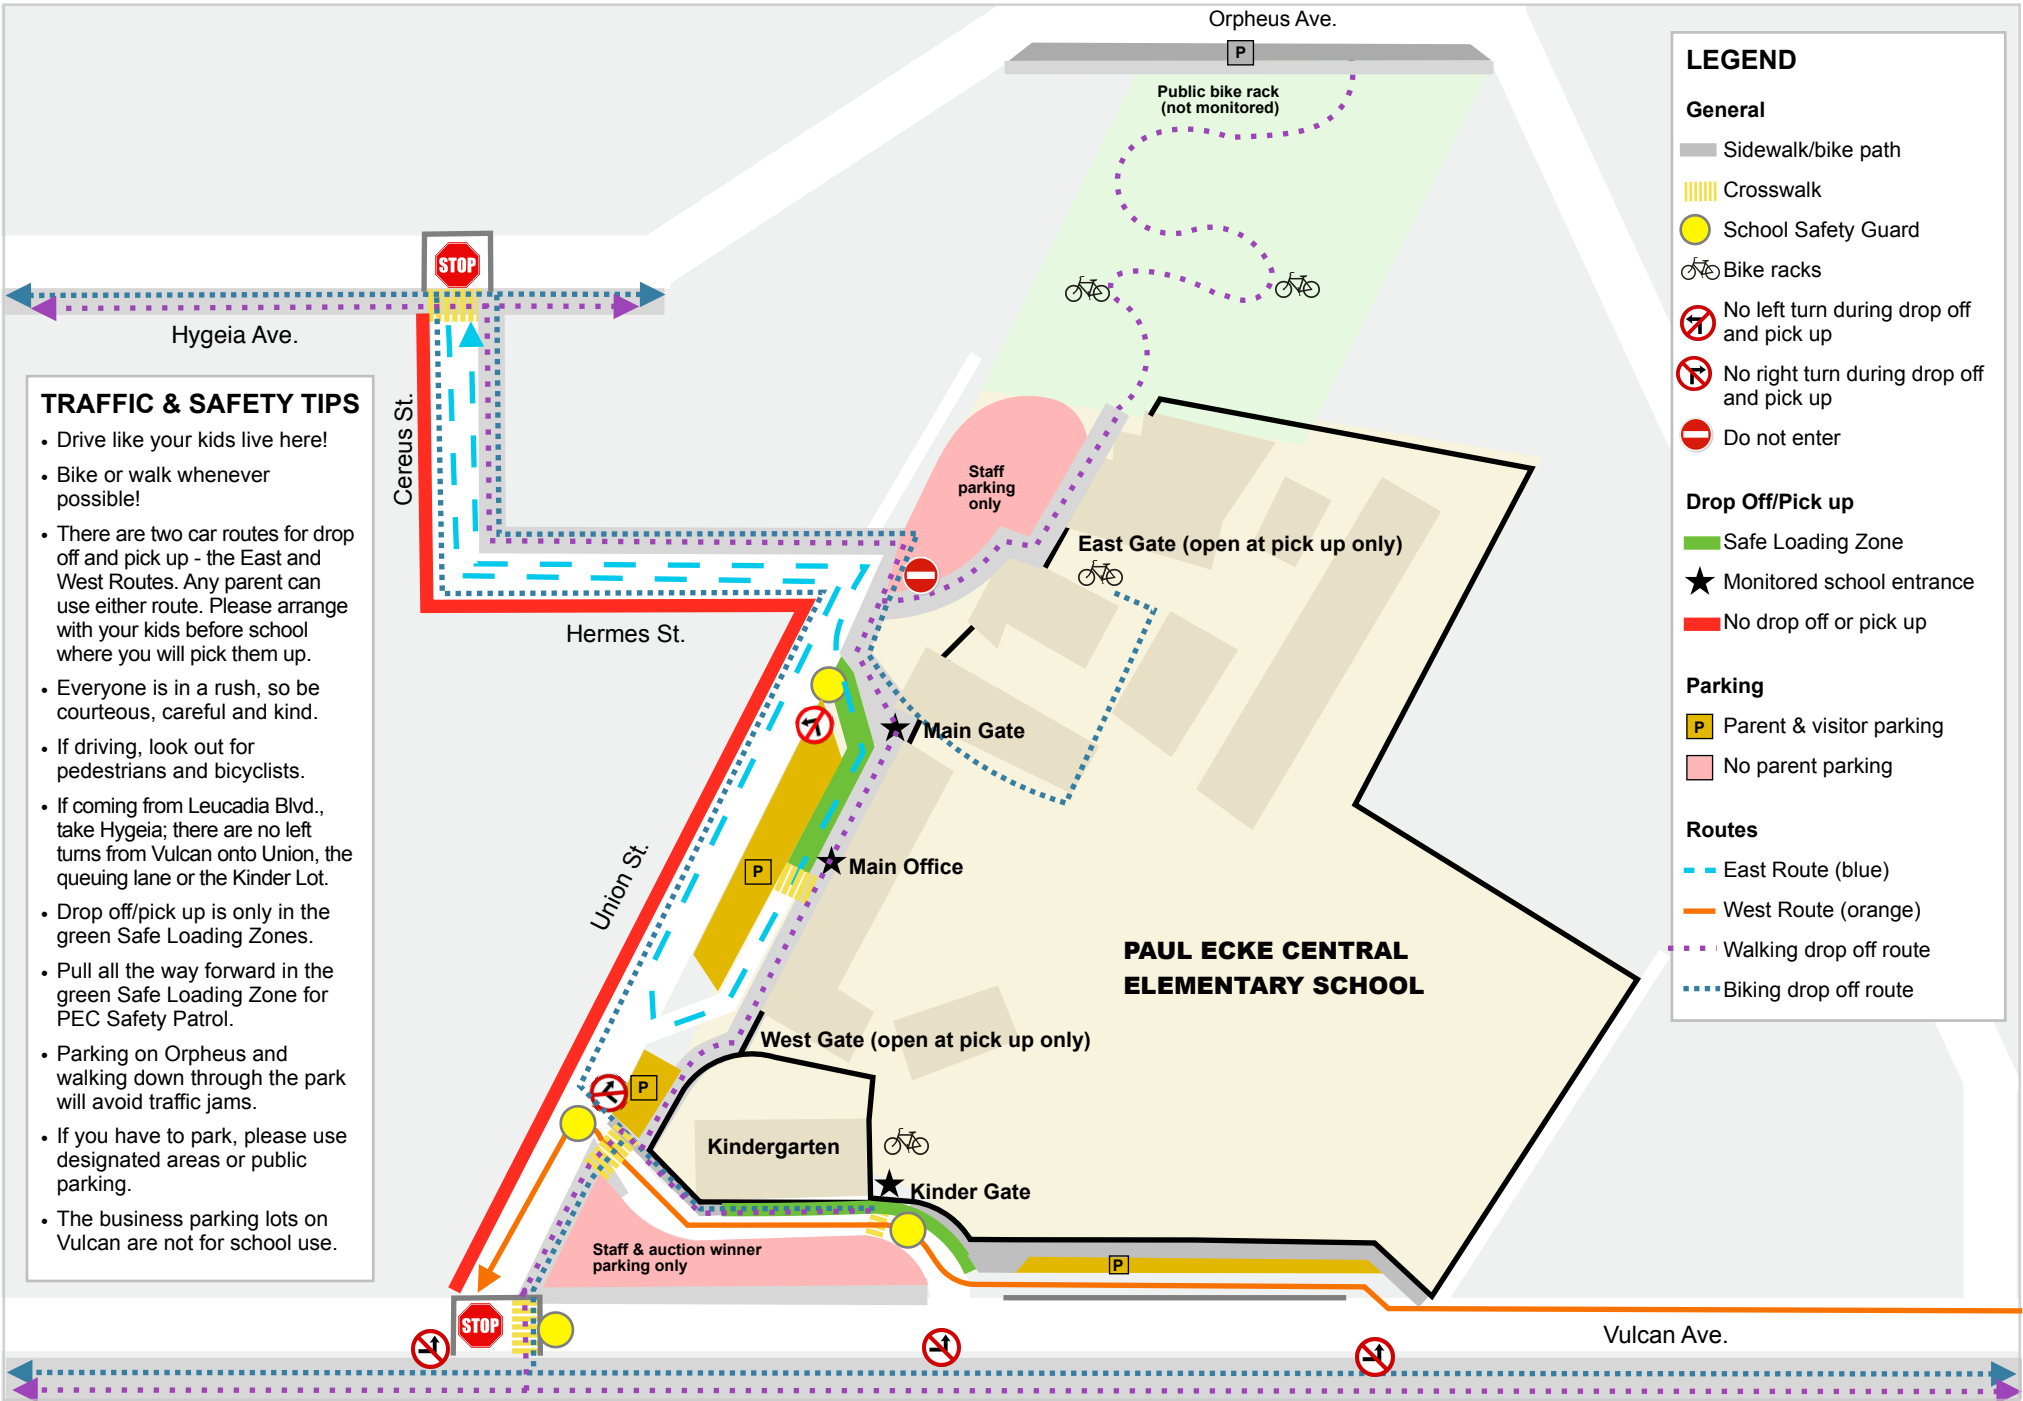 Orpheus Ave.
P
Public bike rack
(not monitored)
STOP
Hygeia Ave.
TRAFFIC & SAFETY TIPS
• Drive like your kids live here!
• Bike or walk whenever
possible!
• There are two car routes for drop
off and pick up - the East and
West Routes. Any parent can
use either route. Please arrange
with your kids before school
where you will pick them up.
• Everyone is in a rush, so be
courteous, careful and kind.
• If driving, look out for
pedestrians and bicyclists.
• If coming from Leucadia Blvd.,
take Hygeia; there are no left
turns from Vulcan onto Union, the
queuing lane or the Kinder Lot.
• Drop off/pick up is only in the
green Safe Loading Zones.
• Pull all the way forward in the
green Safe Loading Zone for
PEC Safety Patrol.
• Parking on Orpheus and
walking down through the park
will avoid traffic jams.
• If you have to park, please use
designated areas or public
parking.
• The business parking lots on
Vulcan are not for school use.
Cereus St.
Staff
parking
only
East Gate (open at pick up only)
Hermes St.
Main Gate
Union St.
P
Main Office
PAUL ECKE CENTRAL
ELEMENTARY SCHOOL
West Gate (open at pick up only)
P
Kindergarten
Kinder Gate
Staff & auction winner
parking only
P
STOP
Vulcan Ave.
LEGEND
General
Sidewalk/bike path
Crosswalk
School Safety Guard
Bike racks
No left turn during drop off
and pick up
No right turn during drop off
and pick up
Do not enter
Drop Off/Pick up
Safe Loading Zone
Monitored school entrance
No drop off or pick up
Parking
P Parent & visitor parking
No parent parking
Routes
East Route (blue)
West Route (orange)
Walking drop off route
Biking drop off route